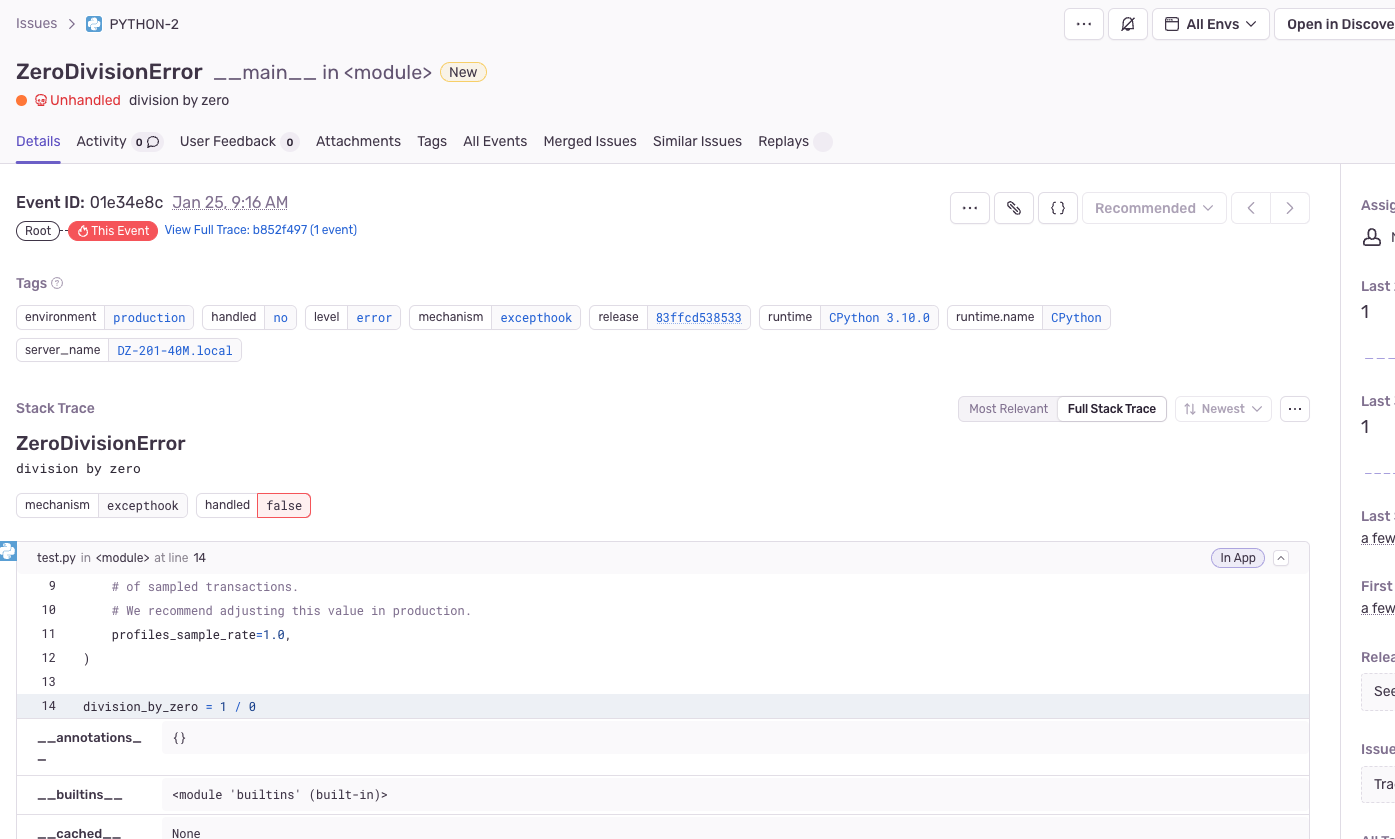 Issues > PYTHON-2
All Envs
Open in Discove
ZeroDivisionError __main__ in <module> New
Unhandled division by zero
Details Activity 0 User Feedback 0 Attachments Tags All Events Merged Issues Similar Issues Replays
Event ID: 01e34e8c Jan 25, 9:16 AM
Recommended
Root This Event View Full Trace: b852f497 (1 event)
Tags ?
environment production handled no level error mechanism excepthook release 83ffcd538533 runtime CPython 3.10.0 runtime.name CPython
server_name DZ-201-40M.local
Stack Trace
Most Relevant Full Stack Trace Newest
ZeroDivisionError
division by zero
mechanism excepthook handled false
test.py in <module> at line 14
In App
9 # of sampled transactions.
10 # We recommend adjusting this value in production.
11 profiles_sample_rate=1.0,
12 )
13
14 division_by_zero = 1 / 0
__annotations_
_
{}
__builtins__ <module 'builtins' (built-in)>
__cached__ None
Assig
Last
1
Last
1
Last
a few
First
a few
Relea
See
Issue
Tra